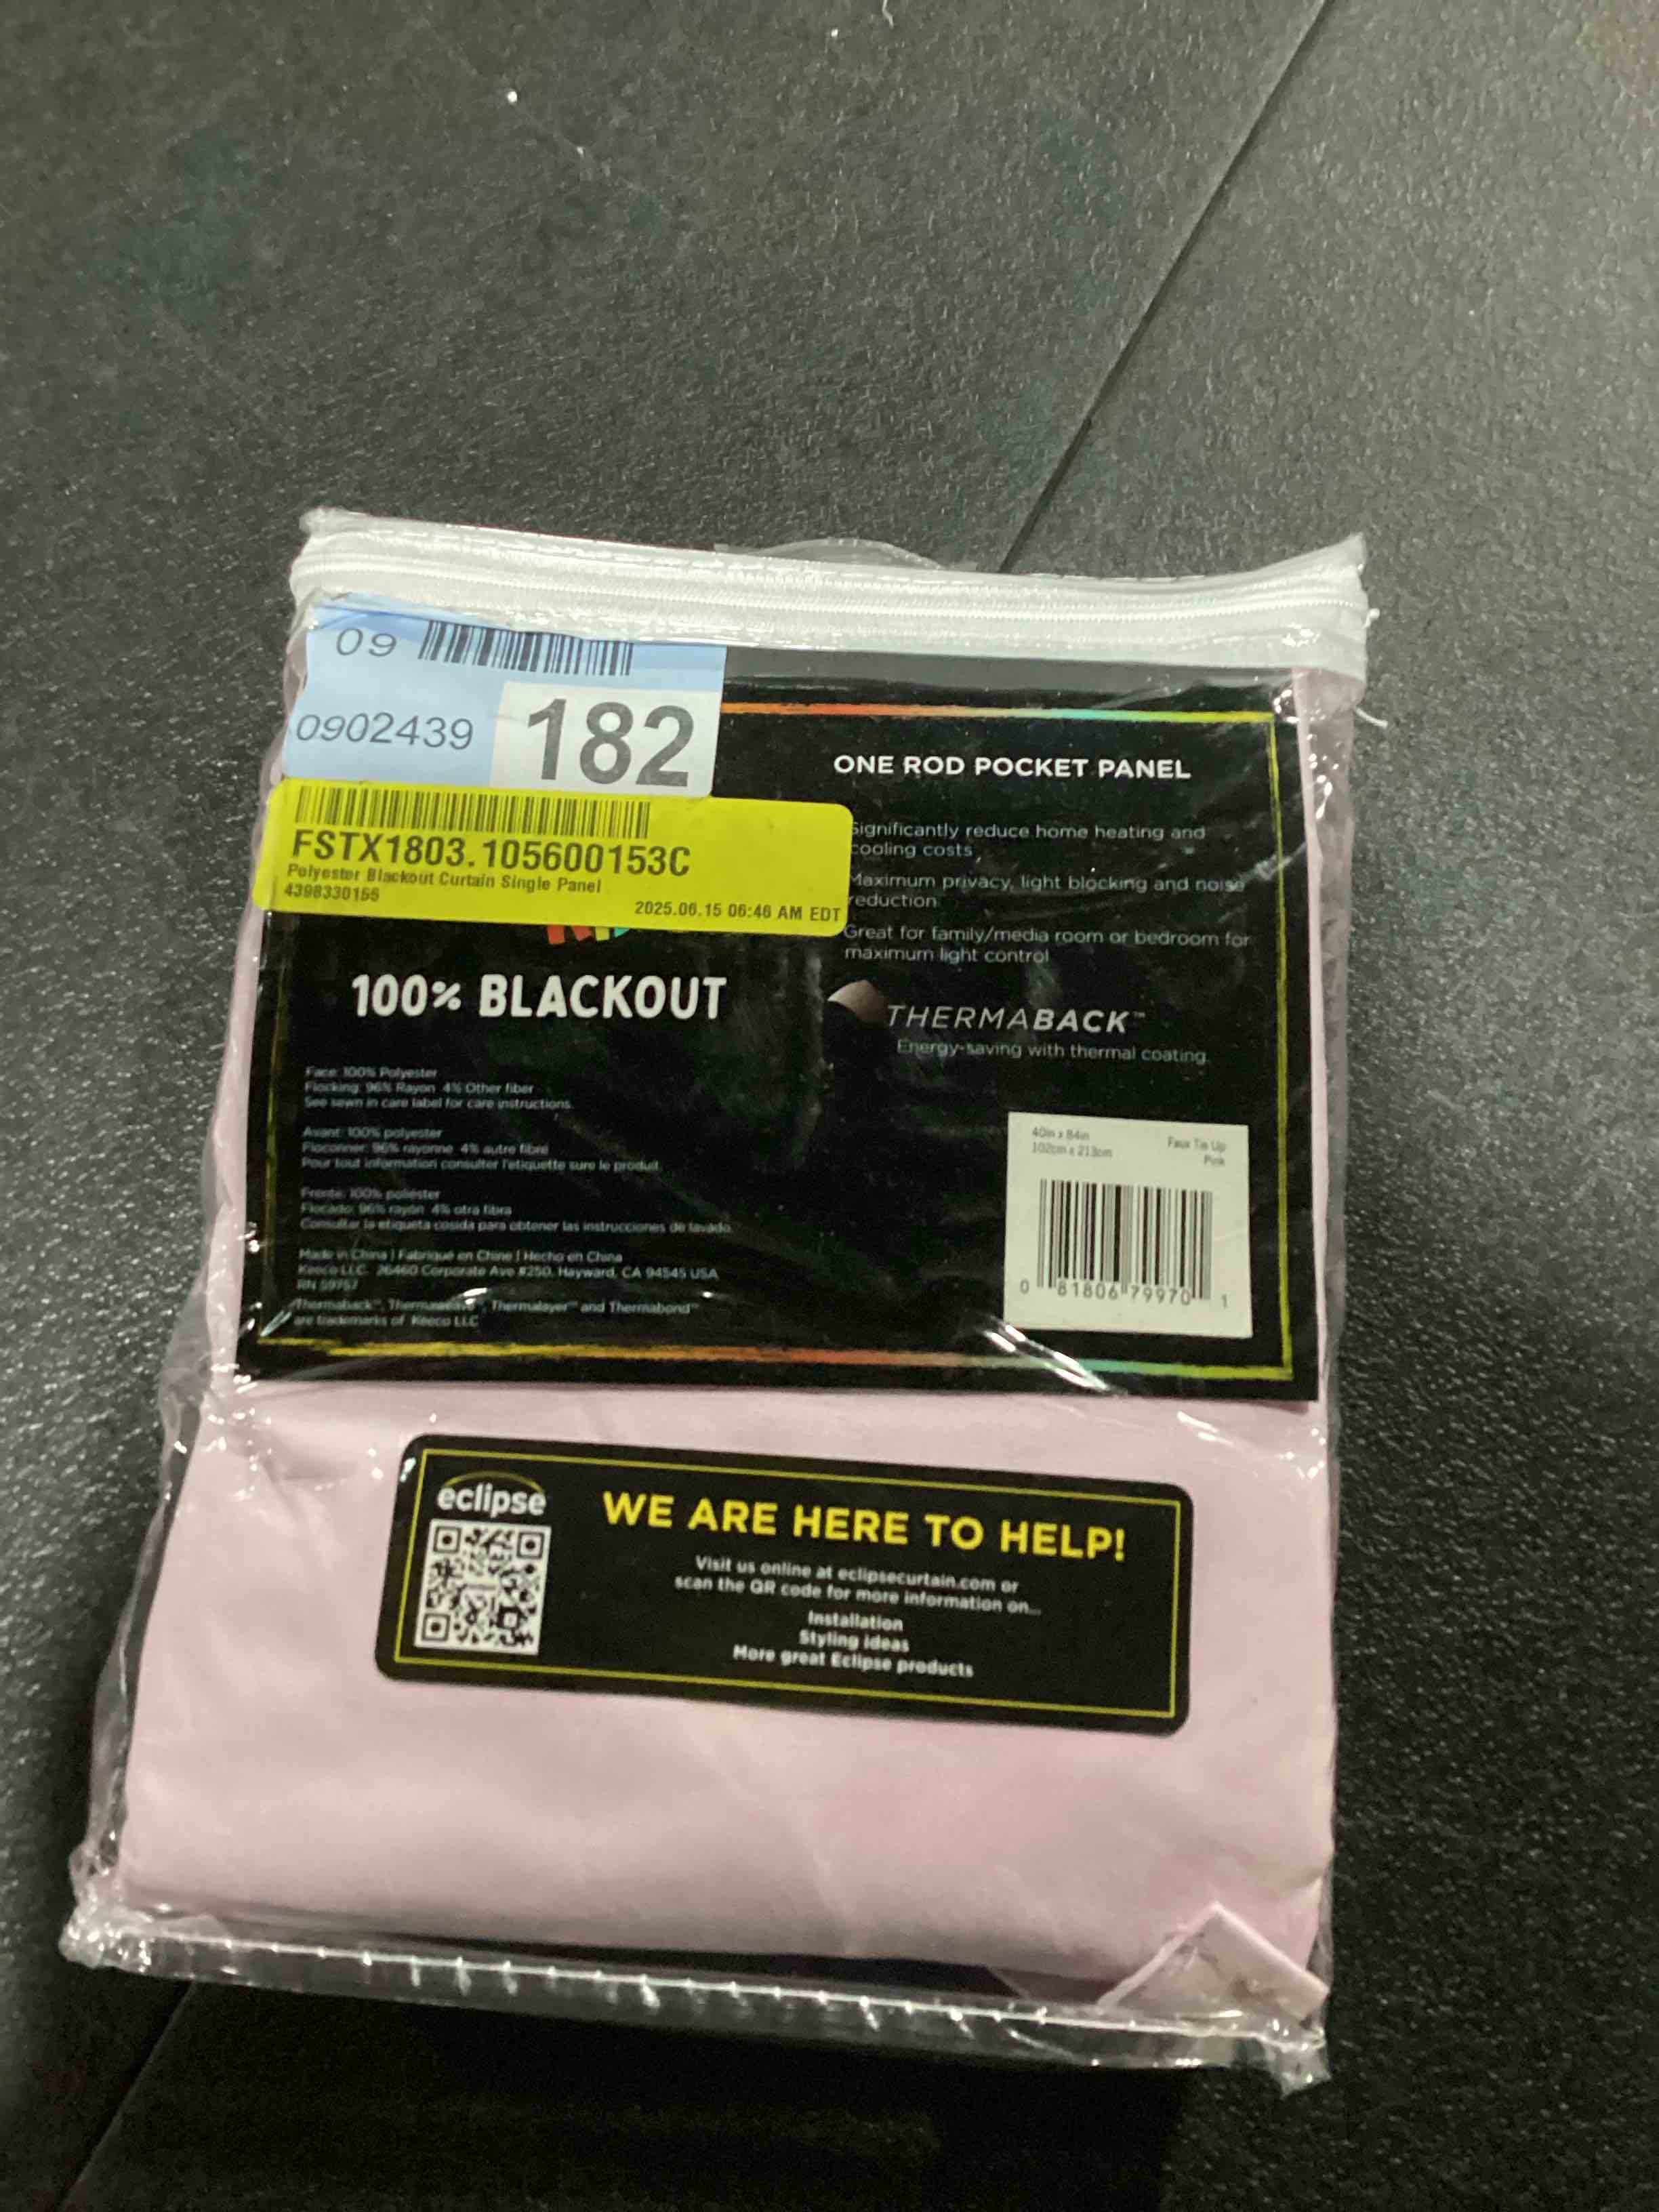 09
0902439
182
FSTX1803.105600153C
Polyester Blackout Curtain Single Panel
4398330155
2025.06.15 06:46 AM EDT
ONE ROD POCKET PANEL
Significantly reduce home heating and
cooling costs
Maximum privacy, light blocking and noise
reduction
Great for family/media room or bedroom for
maximum light control
THERMABACK™
Energy-saving with thermal coating.
100% BLACKOUT
Face: 100% Polyester
Flocking: 96% Rayon 4% Other fiber
See sewn in care label for care instructions.
Avant: 100% polyester
Floconner: 96% rayonne 4% autre fibre
Pour tout information consulter l'etiquette sure le produit.
Frente: 100% poliéster
Flocado: 96% rayón 4% otra fibra
Consultar la etiqueta cosida para obtener las instrucciones de lavado.
Made in China | Fabriqué en Chine | Hecho en China
Keeco LLC. 26460 Corporate Ave #250, Hayward, CA 94545 USA
RN 59757
Thermaback™, Thermaweave™, Thermalayer™ and Thermabond™
are trademarks of Keeco LLC
40in x 84in
102cm x 213cm
Faux Tie Up
Pink
0 81806 79970 1
eclipse
WE ARE HERE TO HELP!
Visit us online at eclipsecurtain.com or
scan the QR code for more information on...
Installation
Styling ideas
More great Eclipse products